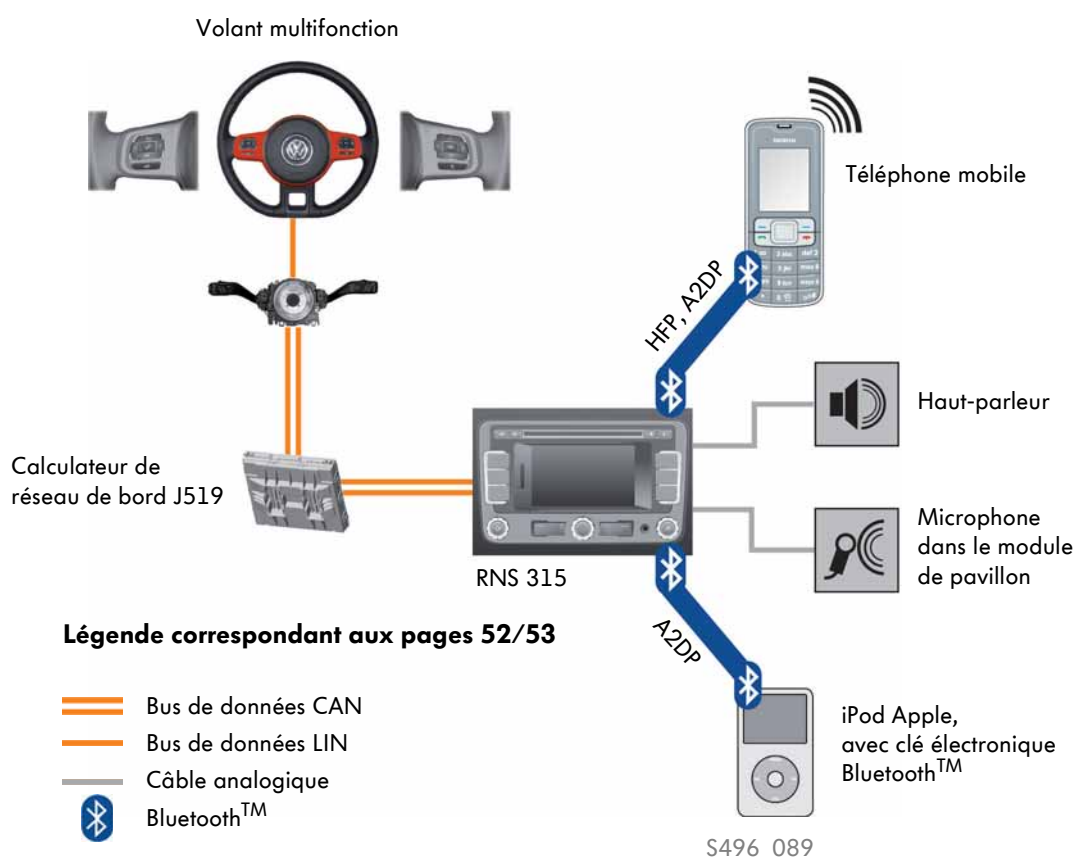 Volant multifonction
Téléphone mobile
HFP, A2DP
Haut-parleur
Calculateur de
réseau de bord J519
Microphone
dans le module
de pavillon
RNS 315
A2DP
Légende correspondant aux pages 52/53
Bus de données CAN
Bus de données LIN
Câble analogique
Bluetooth™
iPod Apple,
avec clé électronique
Bluetooth™
S496_089